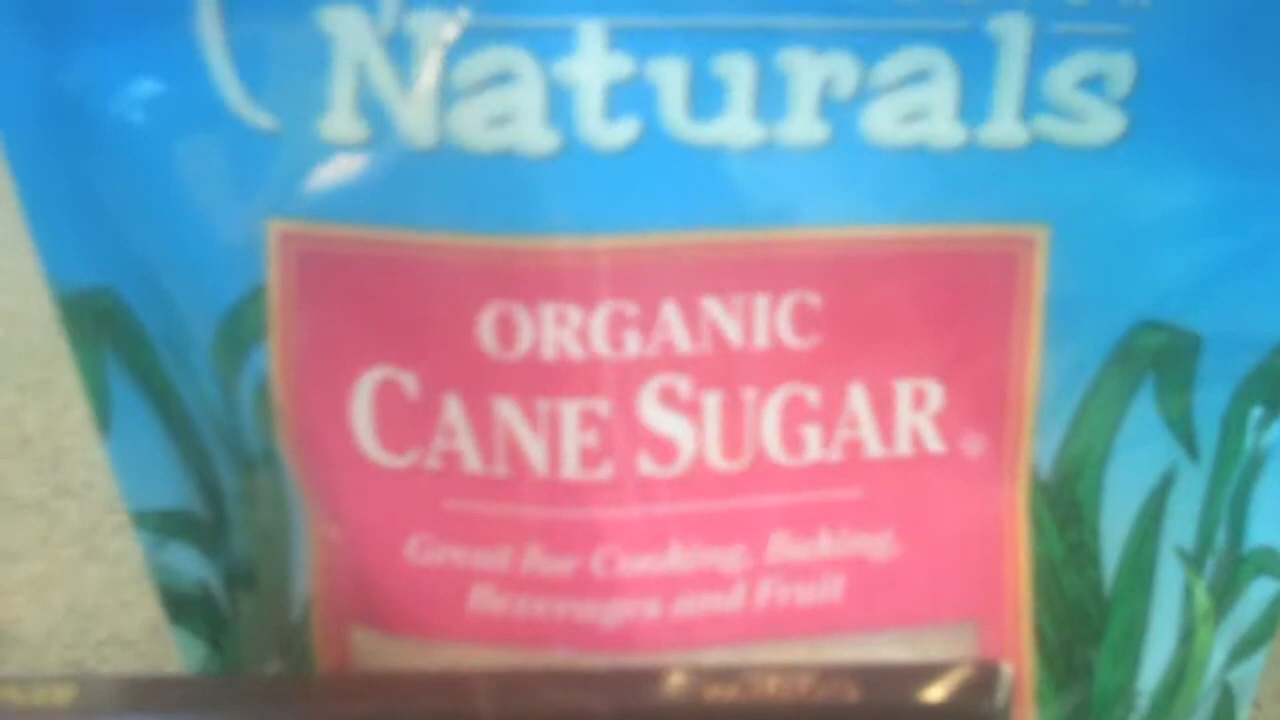 Naturals
ORGANIC
CANE SUGAR
Great for Cooking, Baking,
Beverages and Fruit